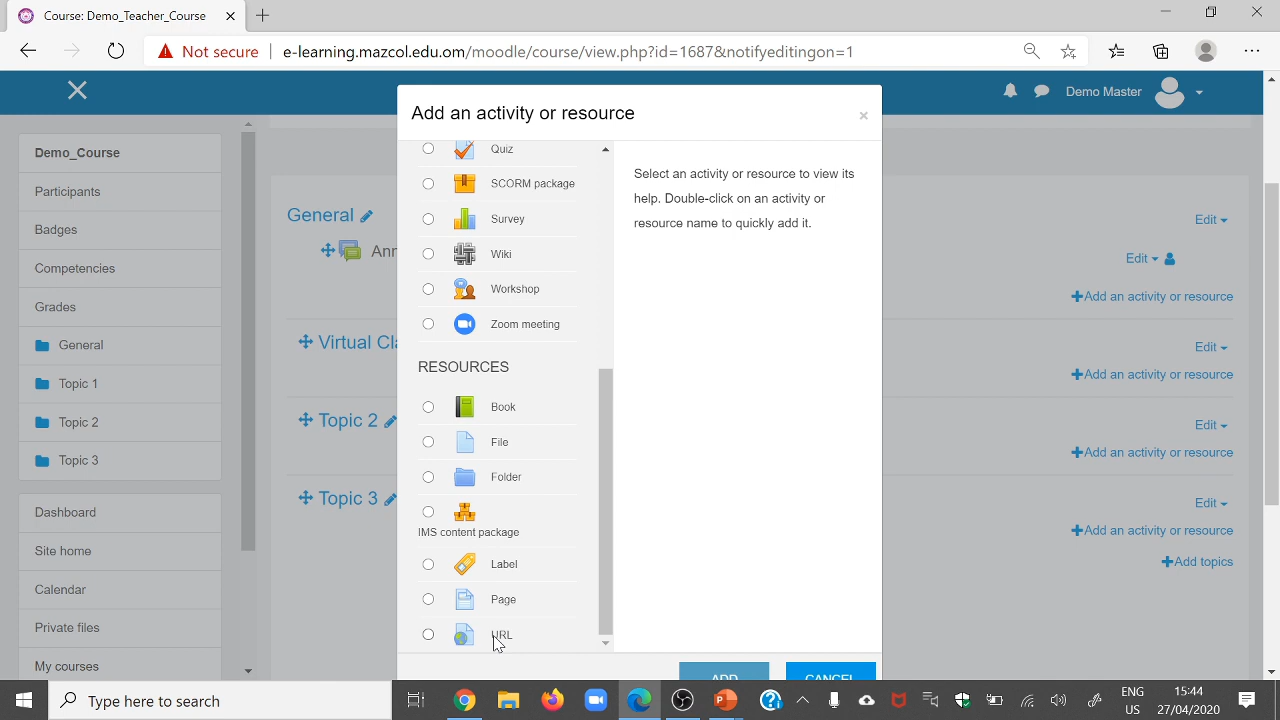 Course: Demo_Teacher_Course
Not secure
e-learning.mazcol.edu.om/moodle/course/view.php?id=1687&notifyeditingon=1
Demo Master
Demo_Course
Participants
Badges
Competencies
Grades
General
Topic 1
Topic 2
Topic 3
Dashboard
Site home
Calendar
Private files
My courses
General
Edit
Edit
Add an activity or resource
Virtual
Edit
Add an activity or resource
Topic 2
Edit
Add an activity or resource
Topic 3
Edit
Add an activity or resource
Add topics
Add an activity or resource
Quiz
SCORM package
Survey
Wiki
Workshop
Zoom meeting
RESOURCES
Book
File
Folder
IMS content package
Label
Page
URL
Select an activity or resource to view its
help. Double-click on an activity or
resource name to quickly add it.
ADD
CANCEL
Type here to search
ENG
US
15:44
27/04/2020